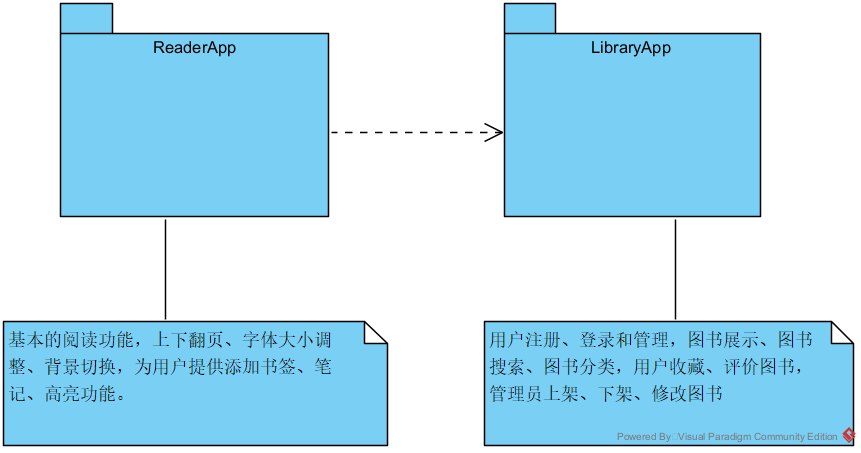 ReaderApp
LibraryApp
基本的阅读功能，上下翻页、字体大小调
整、背景切换，为用户提供添加书签、笔
记、高亮功能。
用户注册、登录和管理，图书展示、图书
搜索、图书分类，用户收藏、评价图书，
管理员上架、下架、修改图书
Powered By Visual Paradigm Community Edition